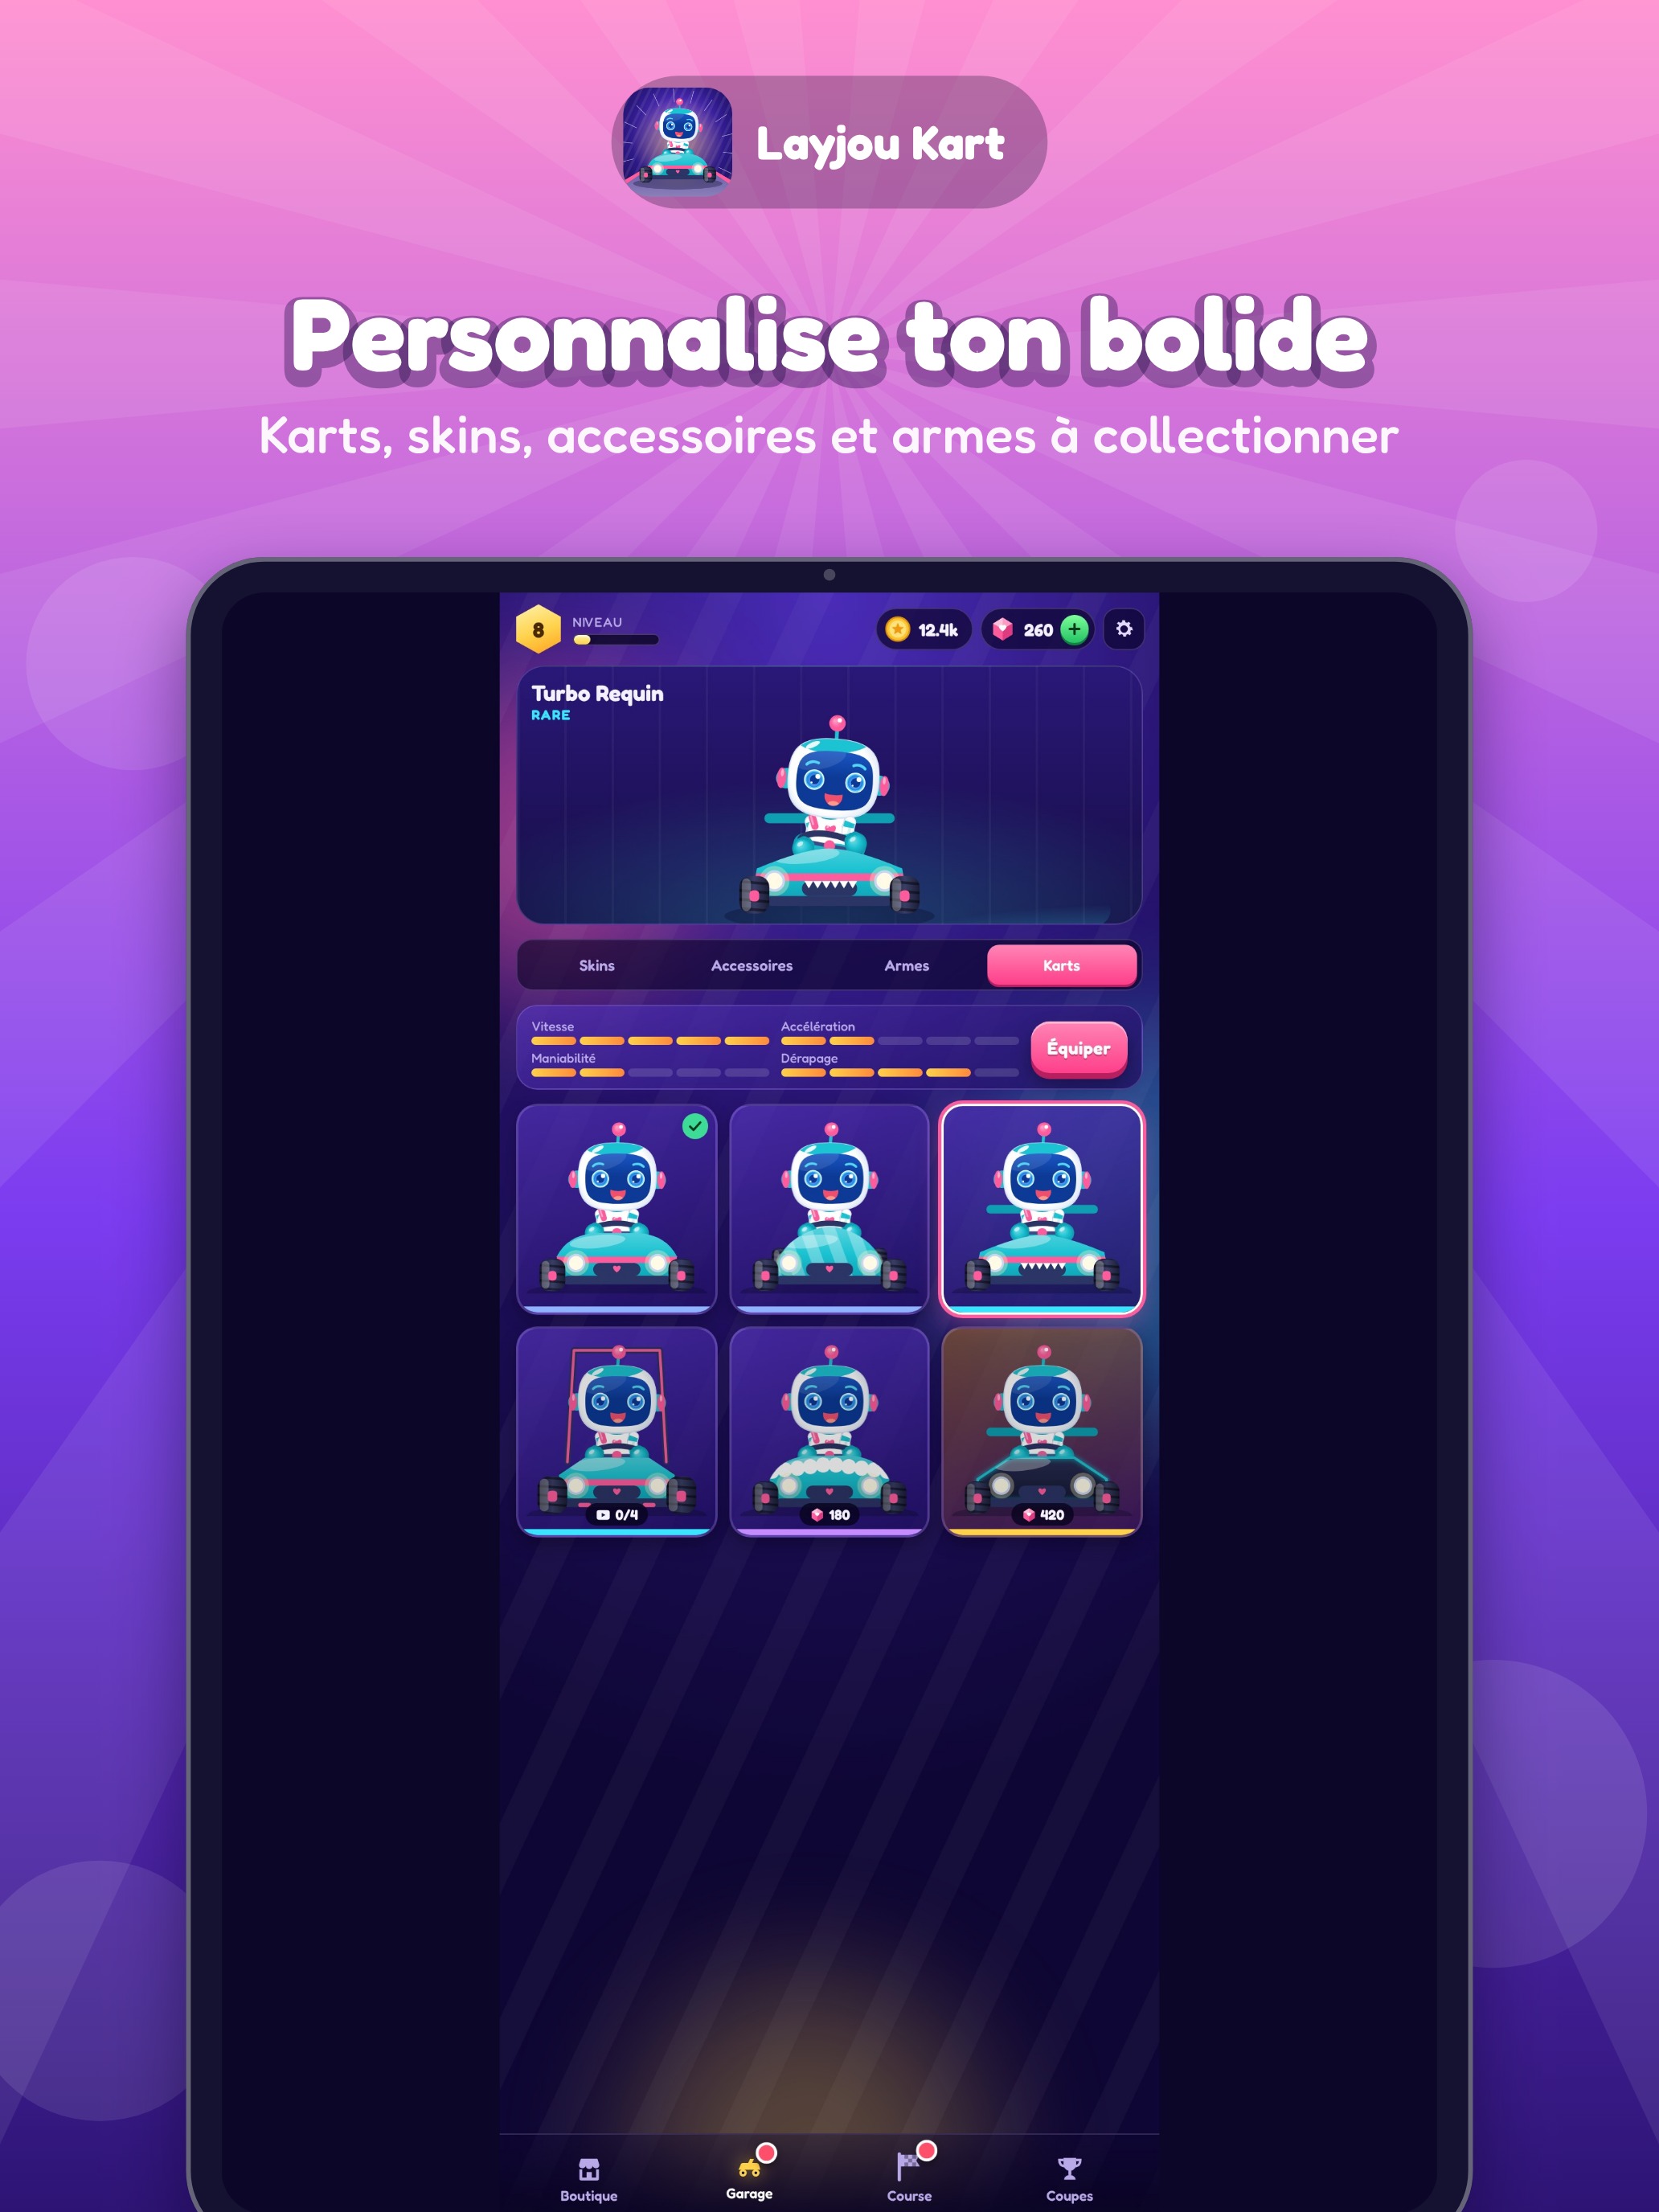 Layjou Kart
Personnalise ton bolide
Karts, skins, accessoires et armes à collectionner
8
NIVEAU
12.4k
260
Turbo Requin
RARE
Skins
Accessoires
Armes
Karts
Vitesse
Accélération
Maniabilité
Dérapage
Équiper
0/4
180
420
Boutique
Garage
Course
Coupes